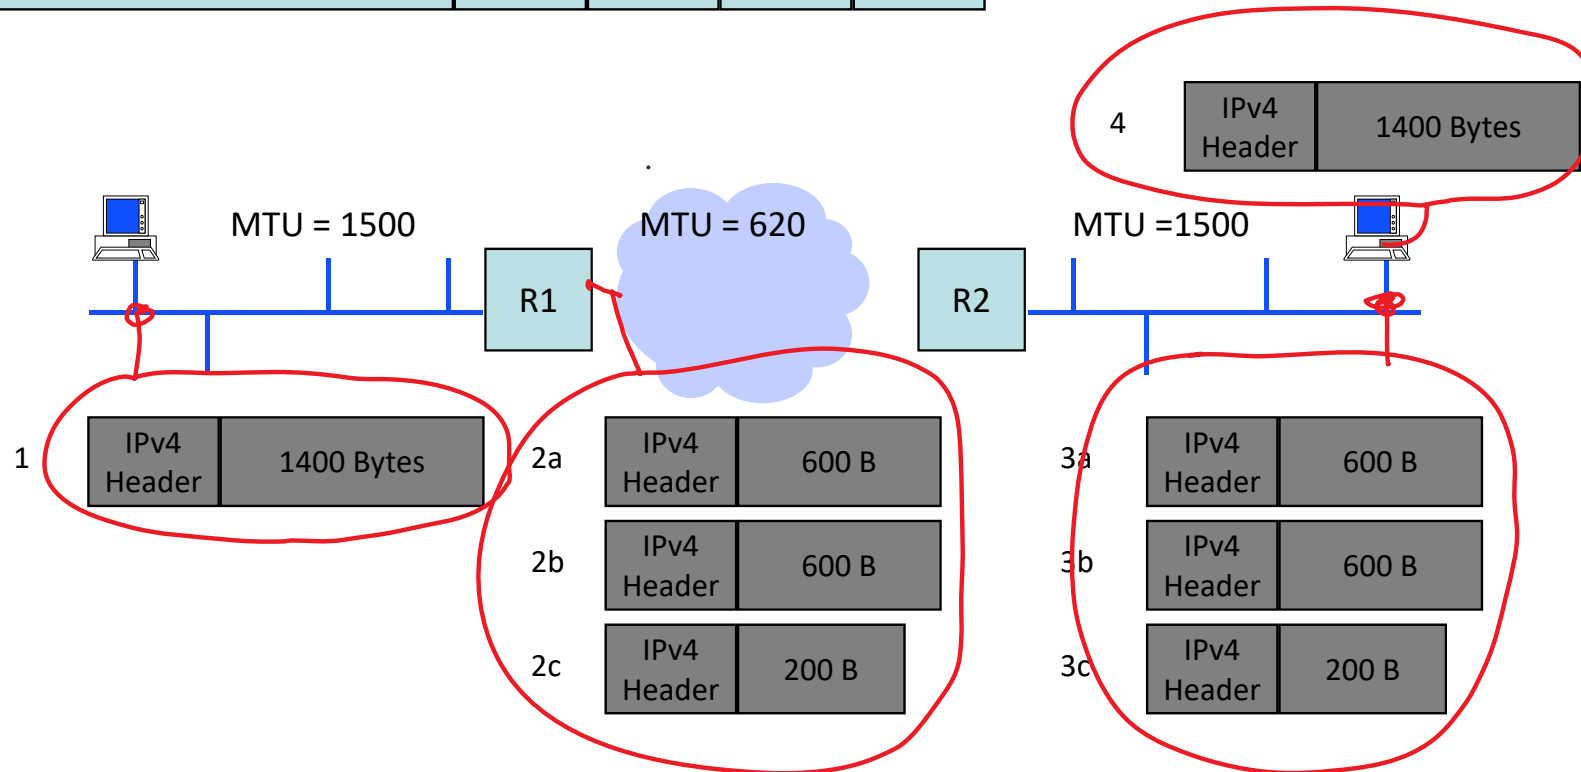 4
IPv4
Header
1400 Bytes
MTU = 1500
MTU = 620
MTU =1500
R1
R2
1
IPv4
Header
1400 Bytes
2a
IPv4
Header
600 B
3a
IPv4
Header
600 B
2b
IPv4
Header
600 B
3b
IPv4
Header
600 B
2c
IPv4
Header
200 B
3c
IPv4
Header
200 B